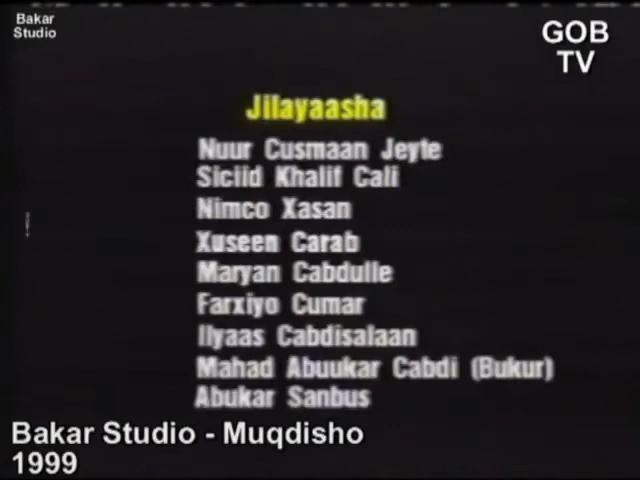 Bakar
Studio
GOB
TV
Jilayaasha
Nuur Cusmaan Jeyte
Siciid Khalif Cali
Nimco Xasan
Xuseen Carab
Maryan Cabdulle
Farxiyo Cumar
Ilyaas Cabdisalaan
Mahad Abuukar Cabdi (Bukur)
Abukar Sanbus
Bakar Studio - Muqdisho
1999